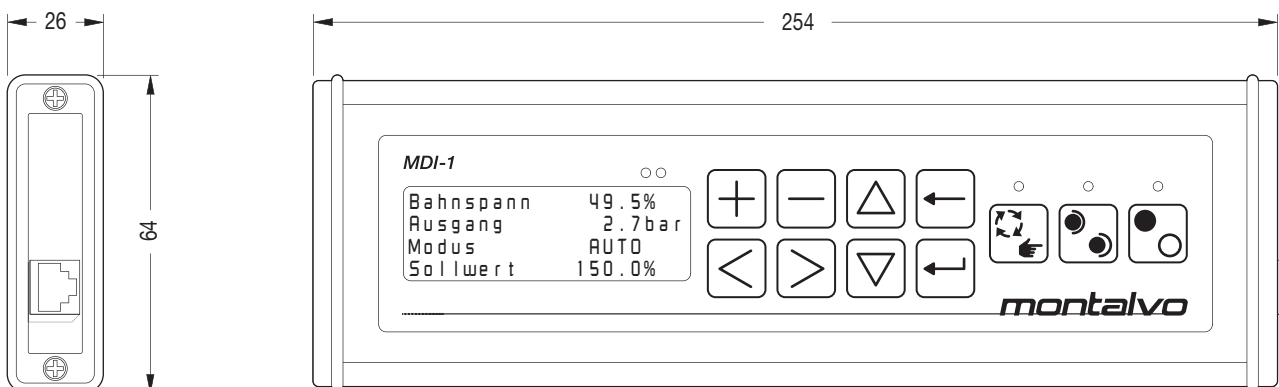 26
254
64
MDI-1
Bahnspann 49.5%
Ausgang 2.7bar
Modus AUTO
Sollwert 150.0%
montalvo